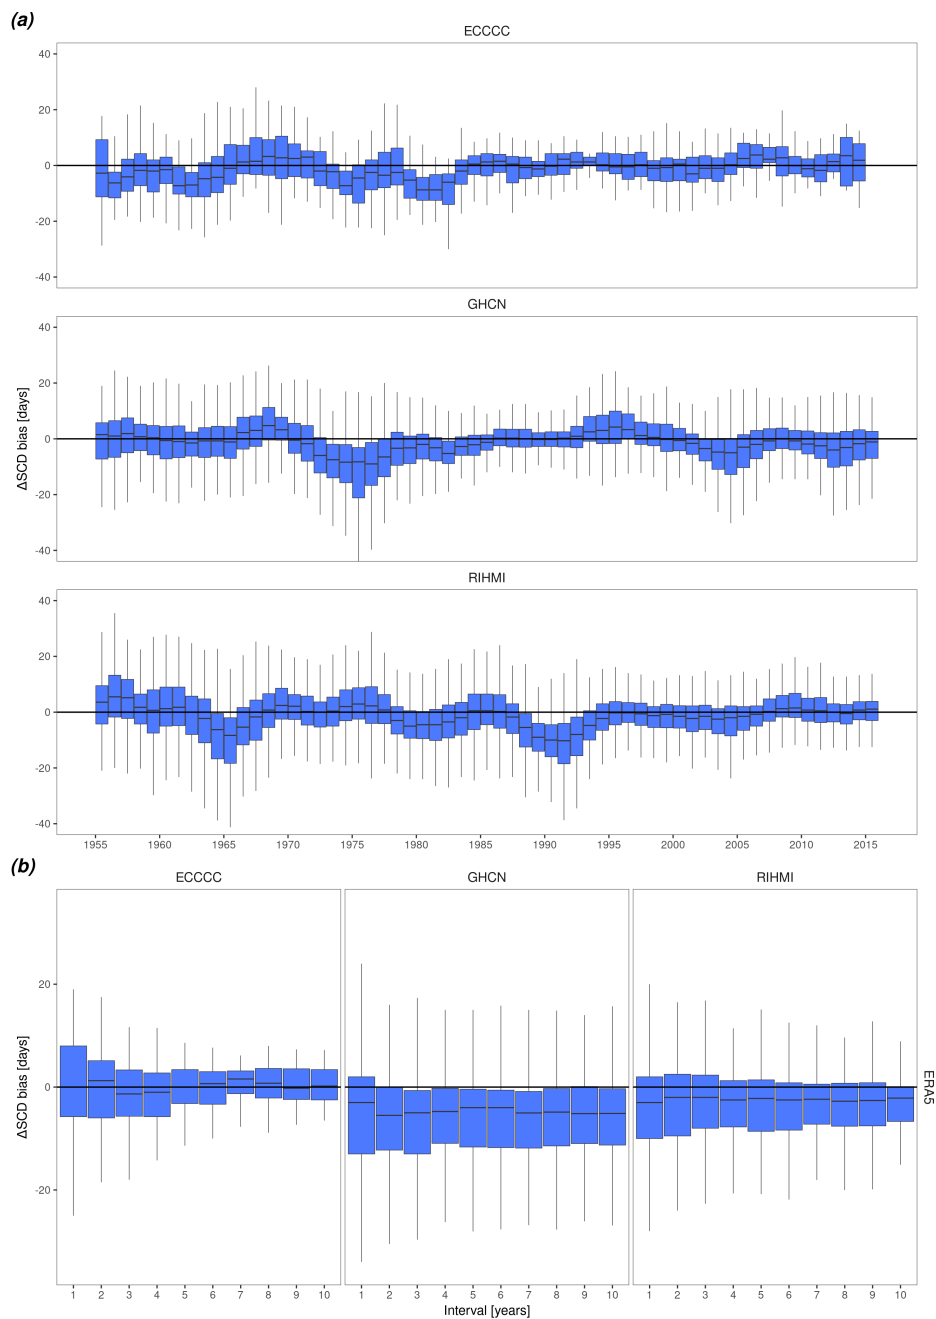 (a)
ECCCC
40
20
0
-20
-40
GHCN
40
20
0
-20
-40
ΔSCD bias [days]
RIHMI
40
20
0
-20
-40
1955 1960 1965 1970 1975 1980 1985 1990 1995 2000 2005 2010 2015
(b)
ECCCC GHCN RIHMI
20
0
-20
ΔSCD bias [days]
ERA5
1 2 3 4 5 6 7 8 9 10 1 2 3 4 5 6 7 8 9 10 1 2 3 4 5 6 7 8 9 10
Interval [years]